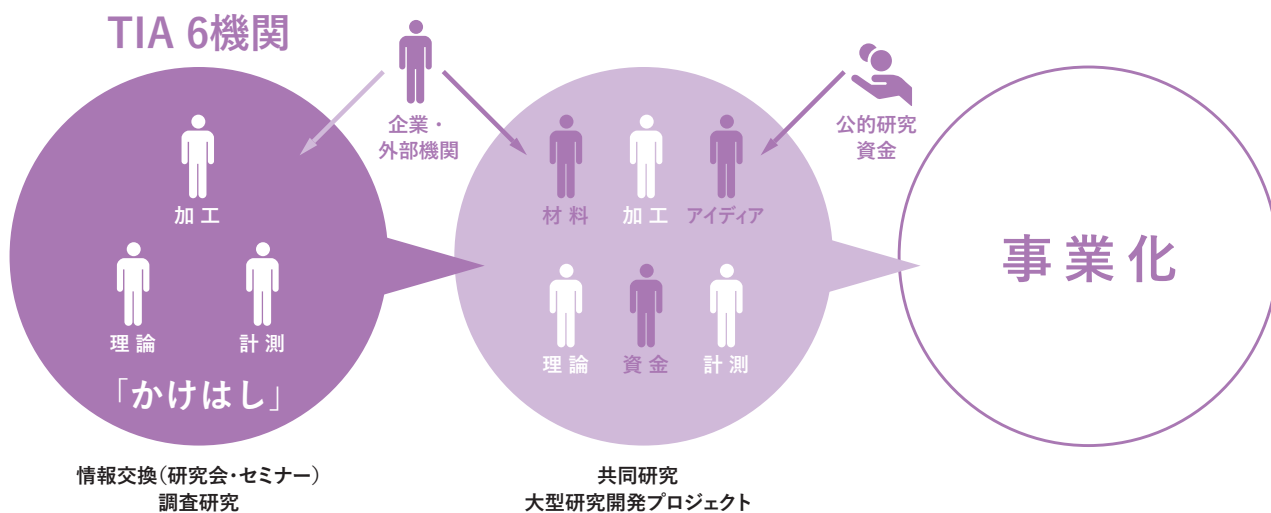 TIA 6機関
企業・
外部機関
公的研究
資金
加工
理論
計測
「かけはし」
材料
加工
アイディア
理論
資金
計測
事業化
情報交換(研究会・セミナー)
調査研究
共同研究
大型研究開発プロジェクト